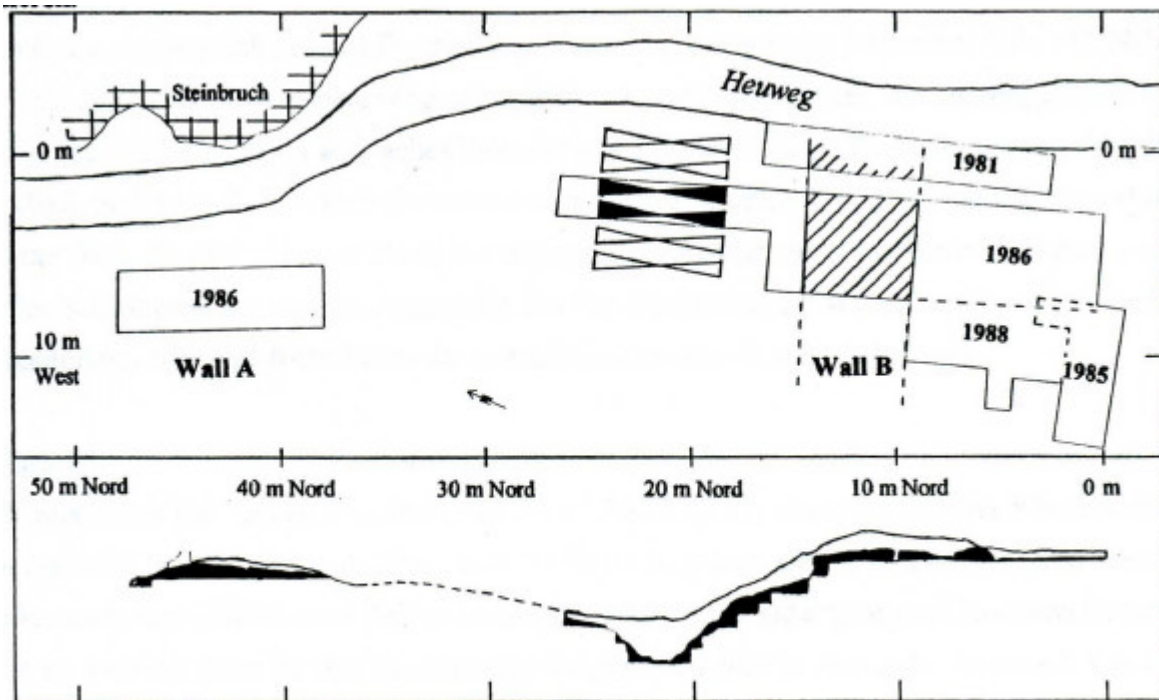 Steinbruch
Heuweg
0 m
1981
0 m
1986
1986
10 m
West
Wall A
Wall B
1988
1985
50 m Nord
40 m Nord
30 m Nord
20 m Nord
10 m Nord
0 m